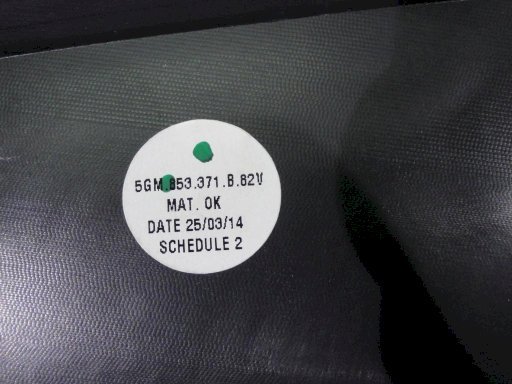 5GM.853.371.B.82V
MAT. OK
DATE 25/03/14
SCHEDULE 2